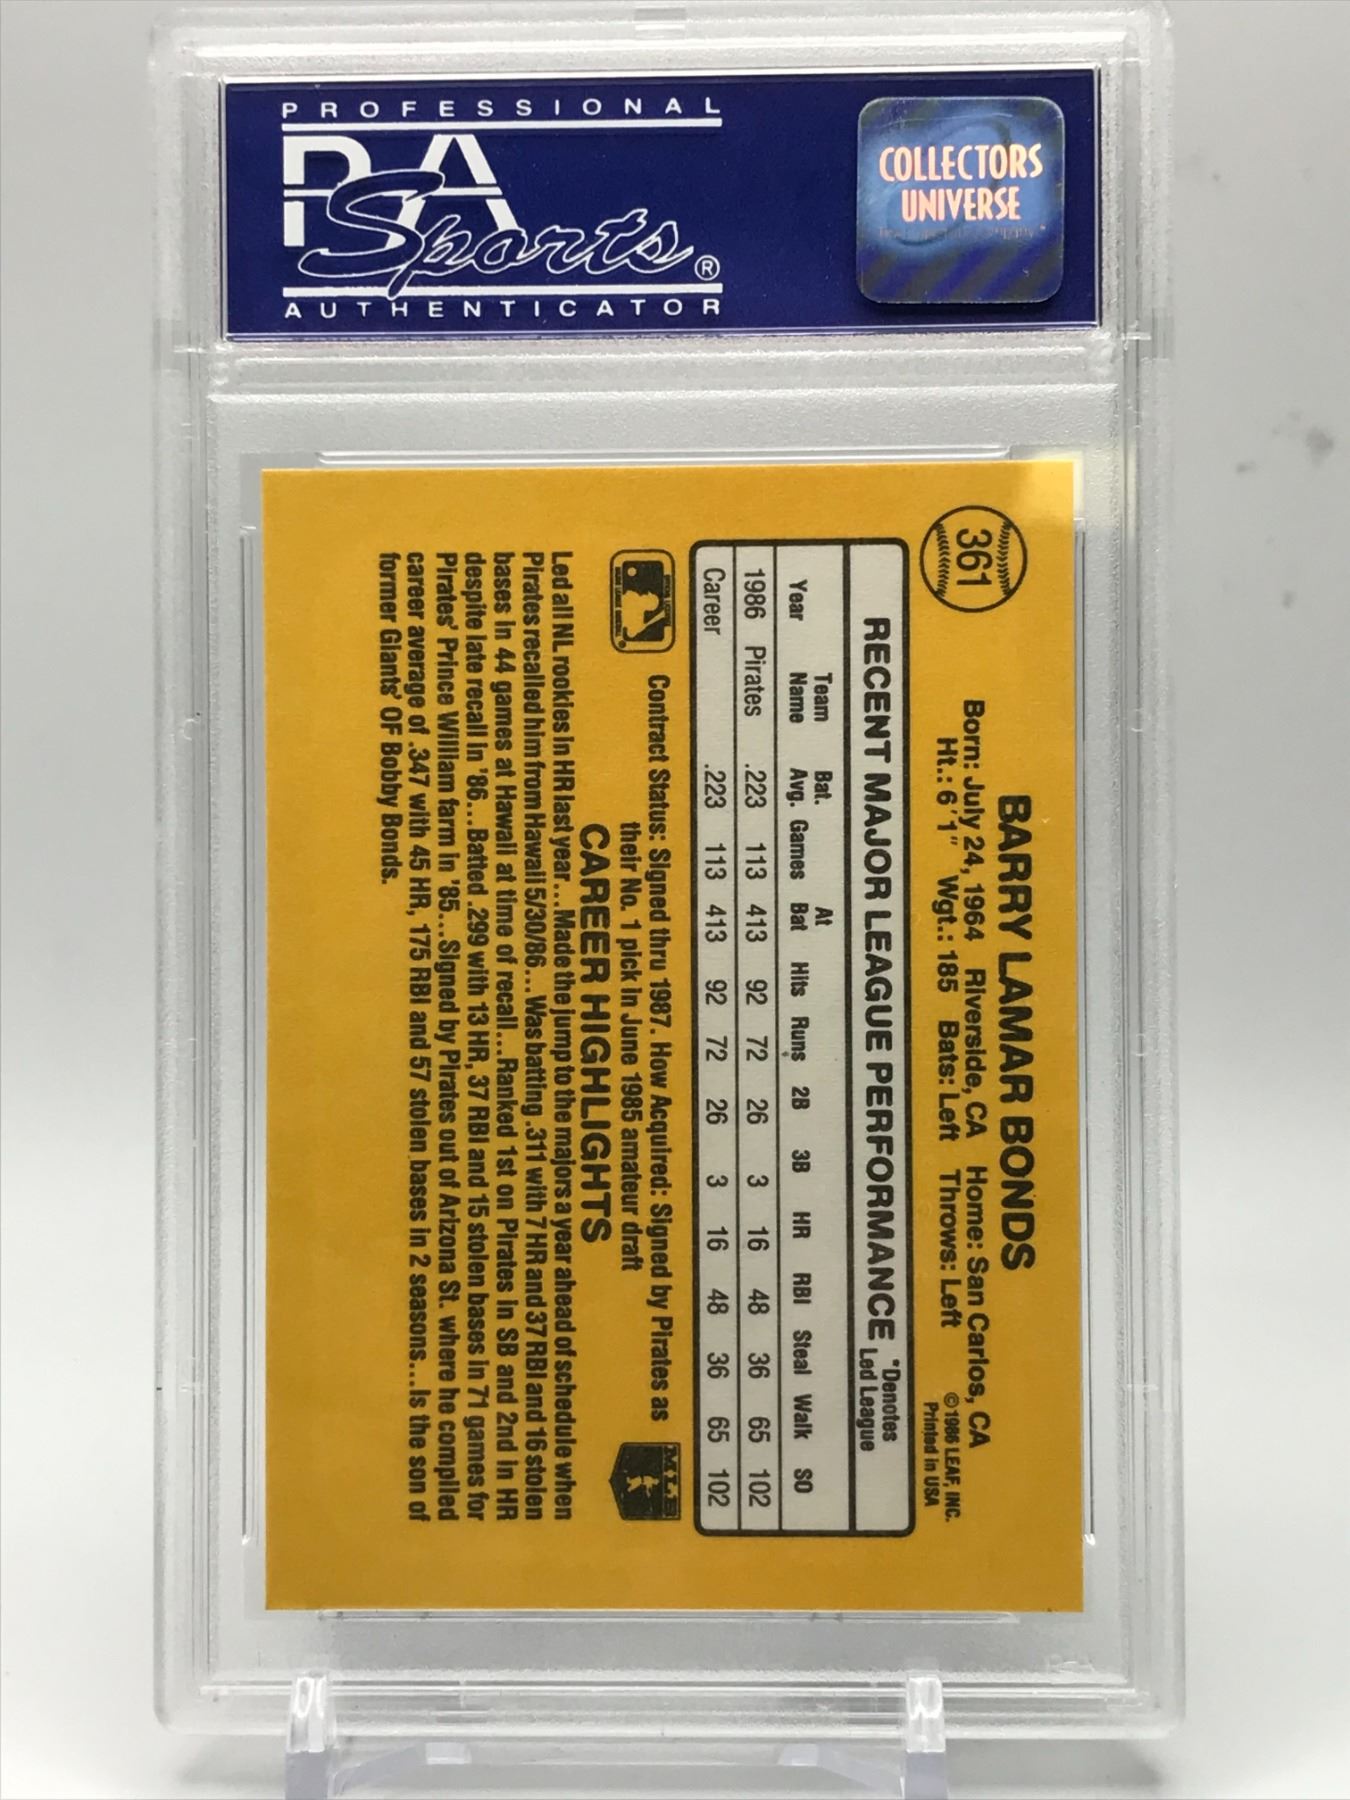 PROFESSIONAL
PSA
Sports®
AUTHENTICATOR
COLLECTORS
UNIVERSE
361
BARRY LAMAR BONDS
Born: July 24, 1964 Riverside, CA Home: San Carlos, CA
Ht.: 6'1" Wgt.: 185 Bats: Left Throws: Left
©1986 LEAF, INC.
Printed in USA
RECENT MAJOR LEAGUE PERFORMANCE *Denotes Led League
Year Team Name Bat. Avg. Games At Bat Hits Runs 2B 3B HR RBI Steal Walk SO
1986 Pirates .223 113 413 92 72 26 3 16 48 36 65 102
Career .223 113 413 92 72 26 3 16 48 36 65 102
MAJOR LEAGUE BASEBALL ®
Contract Status: Signed thru 1987. How Acquired: Signed by Pirates as
their No. 1 pick in June 1985 amateur draft
MLB
CAREER HIGHLIGHTS
Led all NL rookies in HR last year...Made the jump to the majors a year ahead of schedule when
Pirates recalled him from Hawaii 5/30/86...Was batting .311 with 7 HR and 37 RBI and 16 stolen
bases in 44 games at Hawaii at time of recall...Ranked 1st on Pirates in SB and 2nd in HR
despite late recall in '86...Batted .299 with 13 HR, 37 RBI and 15 stolen bases in 71 games for
Pirates' Prince William farm in '85...Signed by Pirates out of Arizona St. where he compiled
career average of .347 with 45 HR, 175 RBI and 57 stolen bases in 2 seasons...Is the son of
former Giants' OF Bobby Bonds.